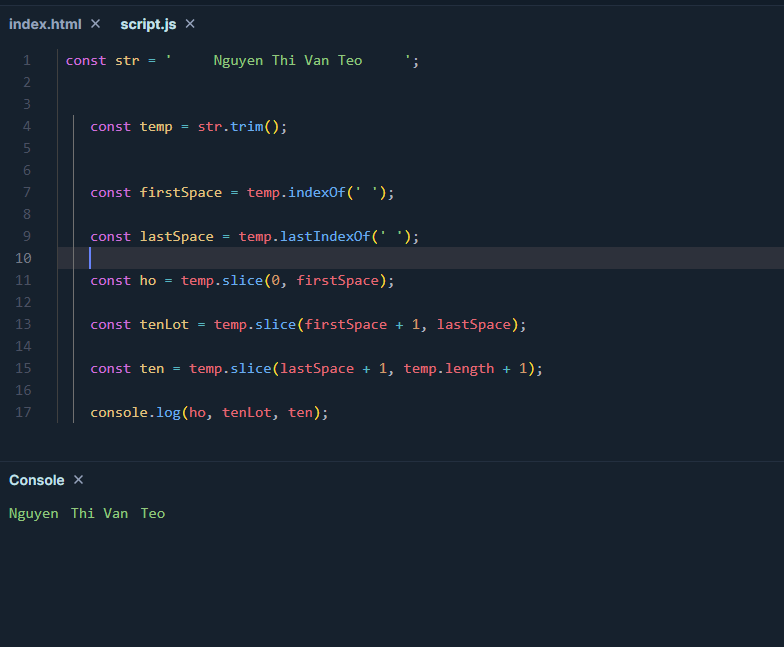 index.html × script.js ×
1 const str = '     Nguyen Thi Van Teo     ';
2
3
4    const temp = str.trim();
5
6
7    const firstSpace = temp.indexOf(' ');
8
9    const lastSpace = temp.lastIndexOf(' ');
10
11    const ho = temp.slice(0, firstSpace);
12
13    const tenLot = temp.slice(firstSpace + 1, lastSpace);
14
15    const ten = temp.slice(lastSpace + 1, temp.length + 1);
16
17    console.log(ho, tenLot, ten);
Console ×
Nguyen Thi Van Teo